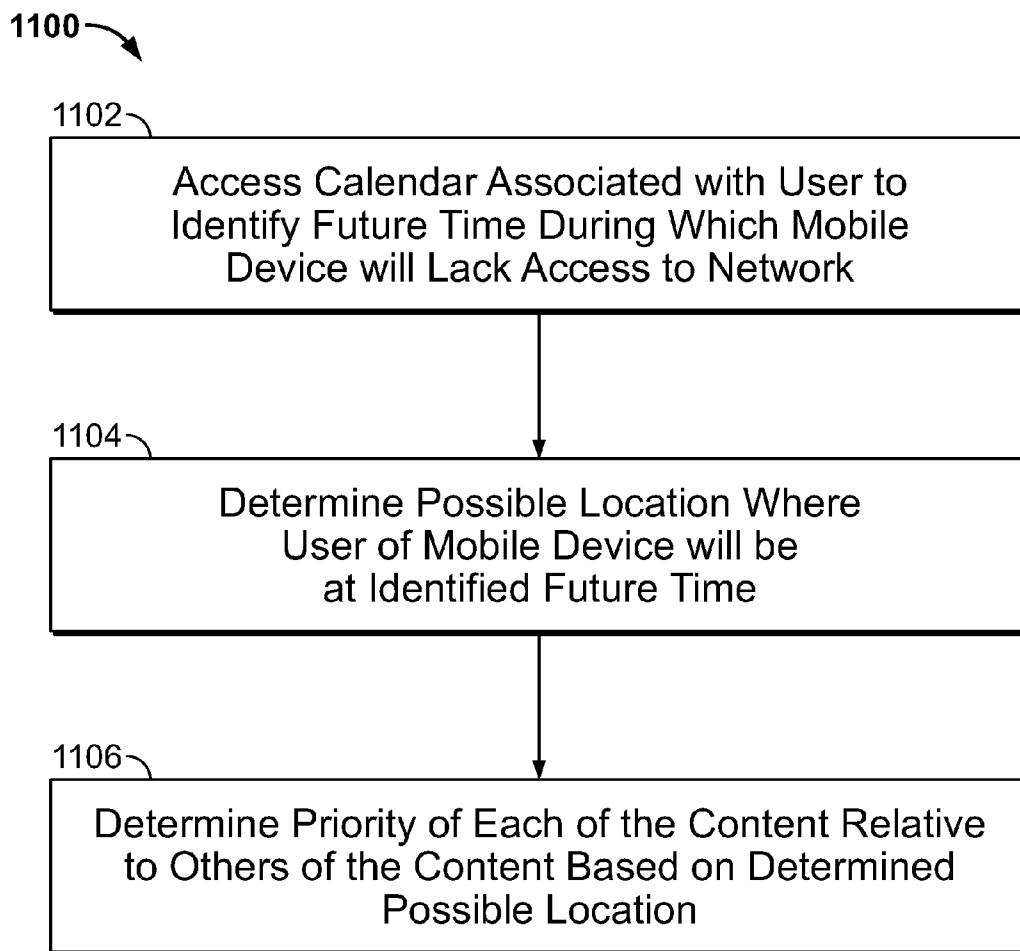 1100
1102
Access Calendar Associated with User to
Identify Future Time During Which Mobile
Device will Lack Access to Network
1104
Determine Possible Location Where
User of Mobile Device will be
at Identified Future Time
1106
Determine Priority of Each of the Content Relative
to Others of the Content Based on Determined
Possible Location